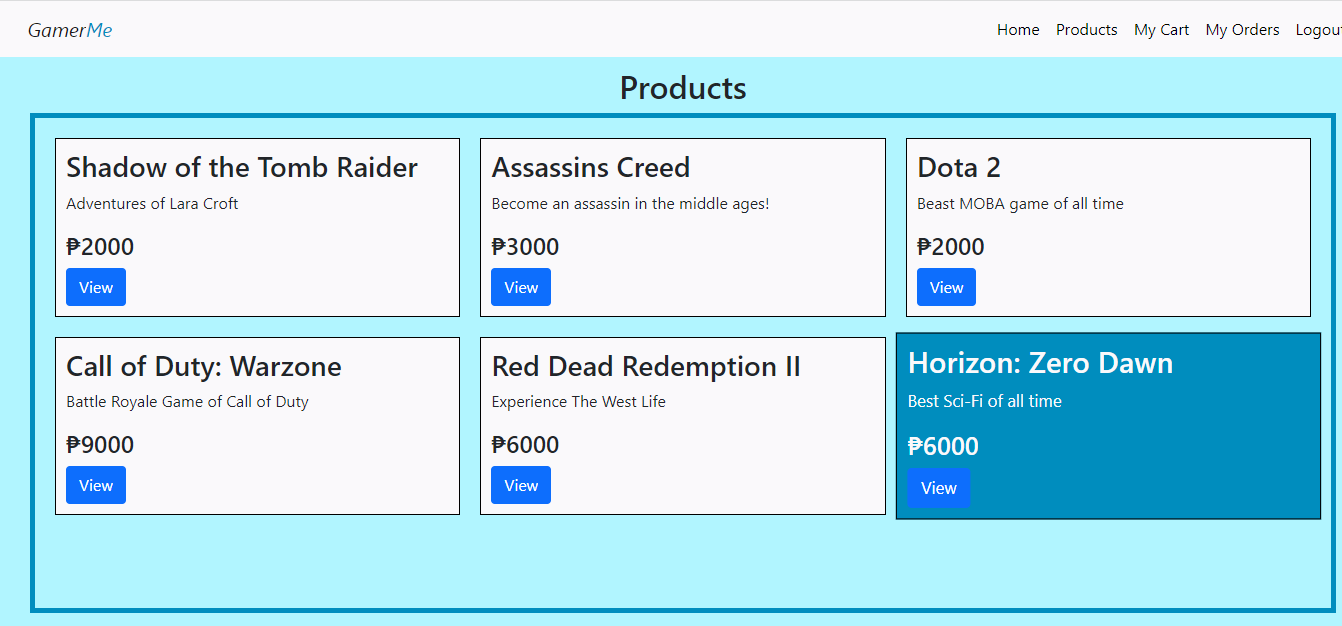 GamerMe
Home Products My Cart My Orders Logou
Products
Shadow of the Tomb Raider
Adventures of Lara Croft
₱2000
View
Assassins Creed
Become an assassin in the middle ages!
₱3000
View
Dota 2
Beast MOBA game of all time
₱2000
View
Call of Duty: Warzone
Battle Royale Game of Call of Duty
₱9000
View
Red Dead Redemption II
Experience The West Life
₱6000
View
Horizon: Zero Dawn
Best Sci-Fi of all time
₱6000
View